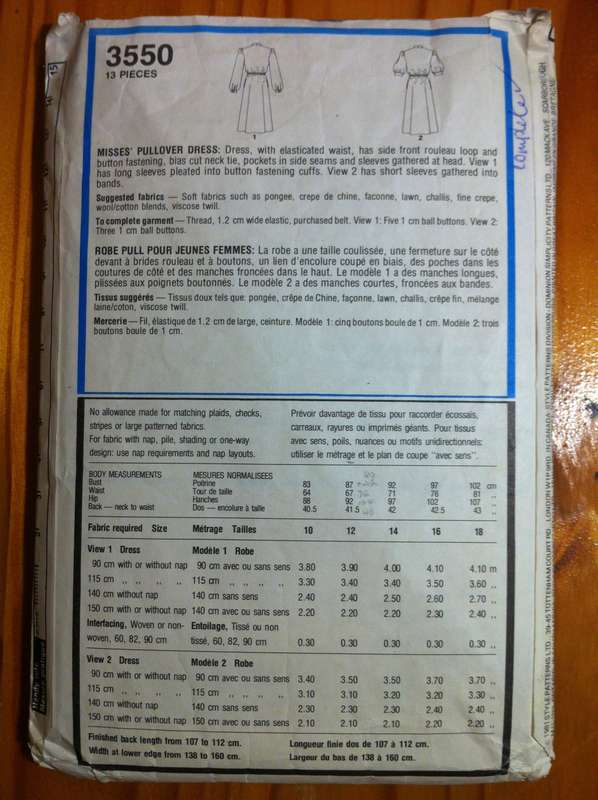 3550
13 PIECES
1
2
complete
MISSES' PULLOVER DRESS: Dress, with elasticated waist, has side front rouleau loop and
button fastening, bias cut neck tie, pockets in side seams and sleeves gathered at head. View 1
has long sleeves pleated into button fastening cuffs. View 2 has short sleeves gathered into
bands.
Suggested fabrics — Soft fabrics such as pongee, crepe de chine, faconne, lawn, challis, fine crepe,
wool/cotton blends, viscose twill.
To complete garment — Thread, 1.2 cm wide elastic, purchased belt. View 1: Five 1 cm ball buttons. View 2:
Three 1 cm ball buttons.
ROBE PULL POUR JEUNES FEMMES: La robe a une taille coulissée, une fermeture sur le côté
devant à brides rouleau et à boutons, un lien d'encolure coupé en biais, des poches dans les
coutures de côté et des manches froncées dans le haut. Le modèle 1 a des manches longues,
plissées aux poignets boutonnés. Le modèle 2 a des manches courtes, froncées aux bandes.
Tissus suggérés — Tissus doux tels que: pongée, crêpe de Chine, façonne, lawn, challis, crêpe fin, mélange
laine/coton, viscose twill.
Mercerie — Fil, élastique de 1.2 cm de large, ceinture. Modèle 1: cinq boutons boule de 1 cm. Modèle 2: trois
boutons boule de 1 cm.
No allowance made for matching plaids, checks,
stripes or large patterned fabrics.
For fabric with nap, pile, shading or one-way
design: use nap requirements and nap layouts.
Prévoir davantage de tissu pour raccorder écossais,
carreaux, rayures ou imprimés géants. Pour tissus
avec sens, poils, nuances ou motifs unidirectionnels:
utiliser le métrage et le plan de coupe "avec sens".
BODY MEASUREMENTS MESURES NORMALISEES
Bust Poitrine 83 87 92 97 102 cm
Waist Tour de taille 64 67 71 76 81 ,,
Hip Hanches 88 92 97 102 107 ,,
Back — neck to waist Dos — encolure à taille 40.5 41.5 42 42.5 43 ,,
Fabric required Size Métrage Tailles 10 12 14 16 18
View 1 Dress Modèle 1 Robe
90 cm with or without nap 90 cm avec ou sans sens 3.80 3.90 4.00 4.10 4.10 m
115 cm ,, ,, ,, ,, 115 cm ,, ,, ,, ,, 3.30 3.40 3.40 3.50 3.60 ,,
140 cm without nap 140 cm sans sens 2.40 2.40 2.50 2.60 2.70 ,,
150 cm with or without nap 140 cm avec ou sans sens 2.20 2.20 2.20 2.30 2.40 ,,
Interfacing, Woven or non- Entoilage, Tissé ou non
woven, 60, 82, 90 cm tissé, 60, 82, 90 cm 0.30 0.30 0.30 0.30 0.30 ,,
View 2 Dress Modèle 2 Robe
90 cm with or without nap 90 cm avec ou sans sens 3.40 3.50 3.50 3.70 3.70 ,,
115 cm ,, ,, ,, ,, 115 cm ,, ,, ,, ,, 3.10 3.10 3.20 3.20 3.30 ,,
140 cm without nap 140 cm sans sens 2.30 2.30 2.30 2.40 2.40 ,,
150 cm with or without nap 150 cm avec ou sans sens 2.10 2.10 2.10 2.20 2.20 ,,
Finished back length from 107 to 112 cm.
Width at lower edge from 138 to 160 cm.
Longueur finie dos de 107 à 112 cm.
Largeur du bas de 138 à 160 cm.
1981 STYLE PATTERNS LTD., 39-45 TOTTENHAM COURT RD., LONDON W1P 9RD. IN CANADA: STYLE PATTERNS DIVISION - DOMINION SIMPLICITY PATTERNS LTD., 120 MACK AVE., SCARBOROUGH